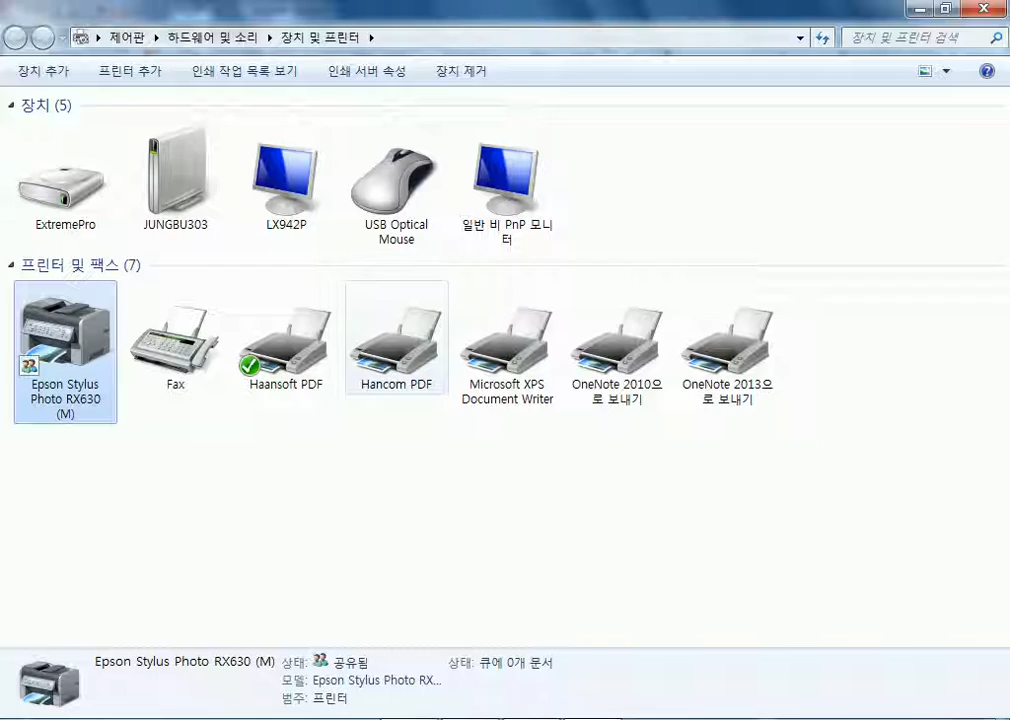 제어판 ▸ 하드웨어 및 소리 ▸ 장치 및 프린터 ▸
장치 및 프린터 검색
장치 추가 프린터 추가 인쇄 작업 목록 보기 인쇄 서버 속성 장치 제거
장치 (5)
ExtremePro
JUNGBU303
LX942P
USB Optical
Mouse
일반 비 PnP 모니
터
프린터 및 팩스 (7)
Epson Stylus
Photo RX630
(M)
Fax
Haansoft PDF
Hancom PDF
Microsoft XPS
Document Writer
OneNote 2010으
로 보내기
OneNote 2013으
로 보내기
Epson Stylus Photo RX630 (M) 상태: 공유됨 상태: 큐에 0개 문서
모델: Epson Stylus Photo RX...
범주: 프린터